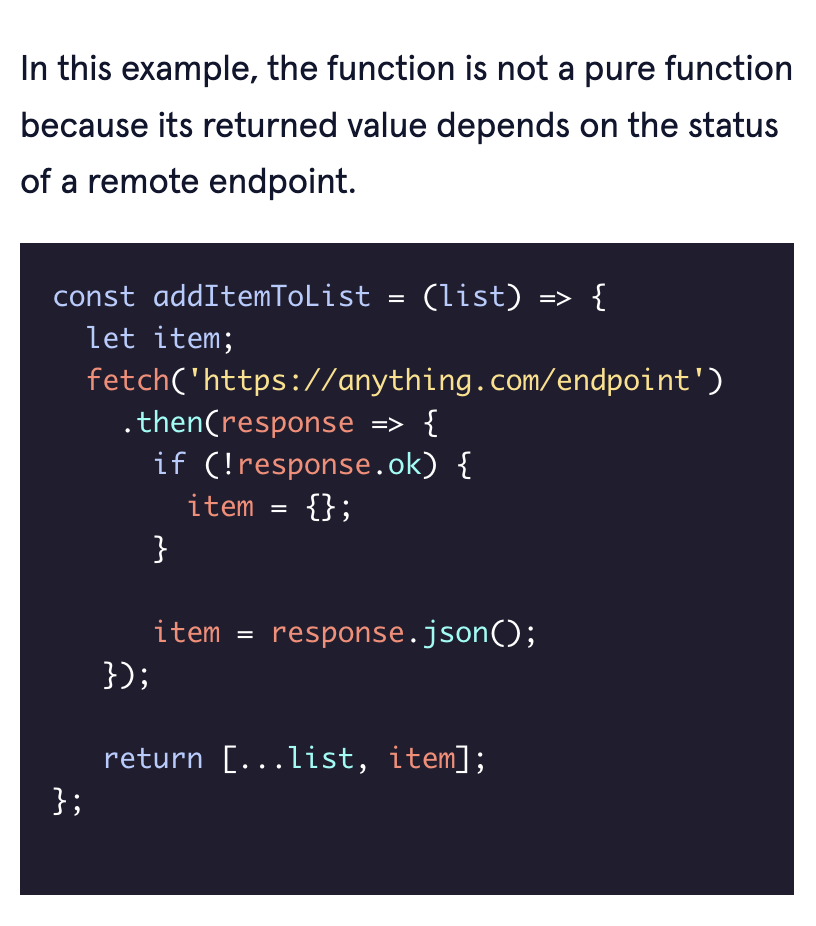 In this example, the function is not a pure function
because its returned value depends on the status
of a remote endpoint.
const addItemToList = (list) => {
  let item;
  fetch('https://anything.com/endpoint')
    .then(response => {
      if (!response.ok) {
        item = {};
      }

      item = response.json();
   });

   return [...list, item];
};